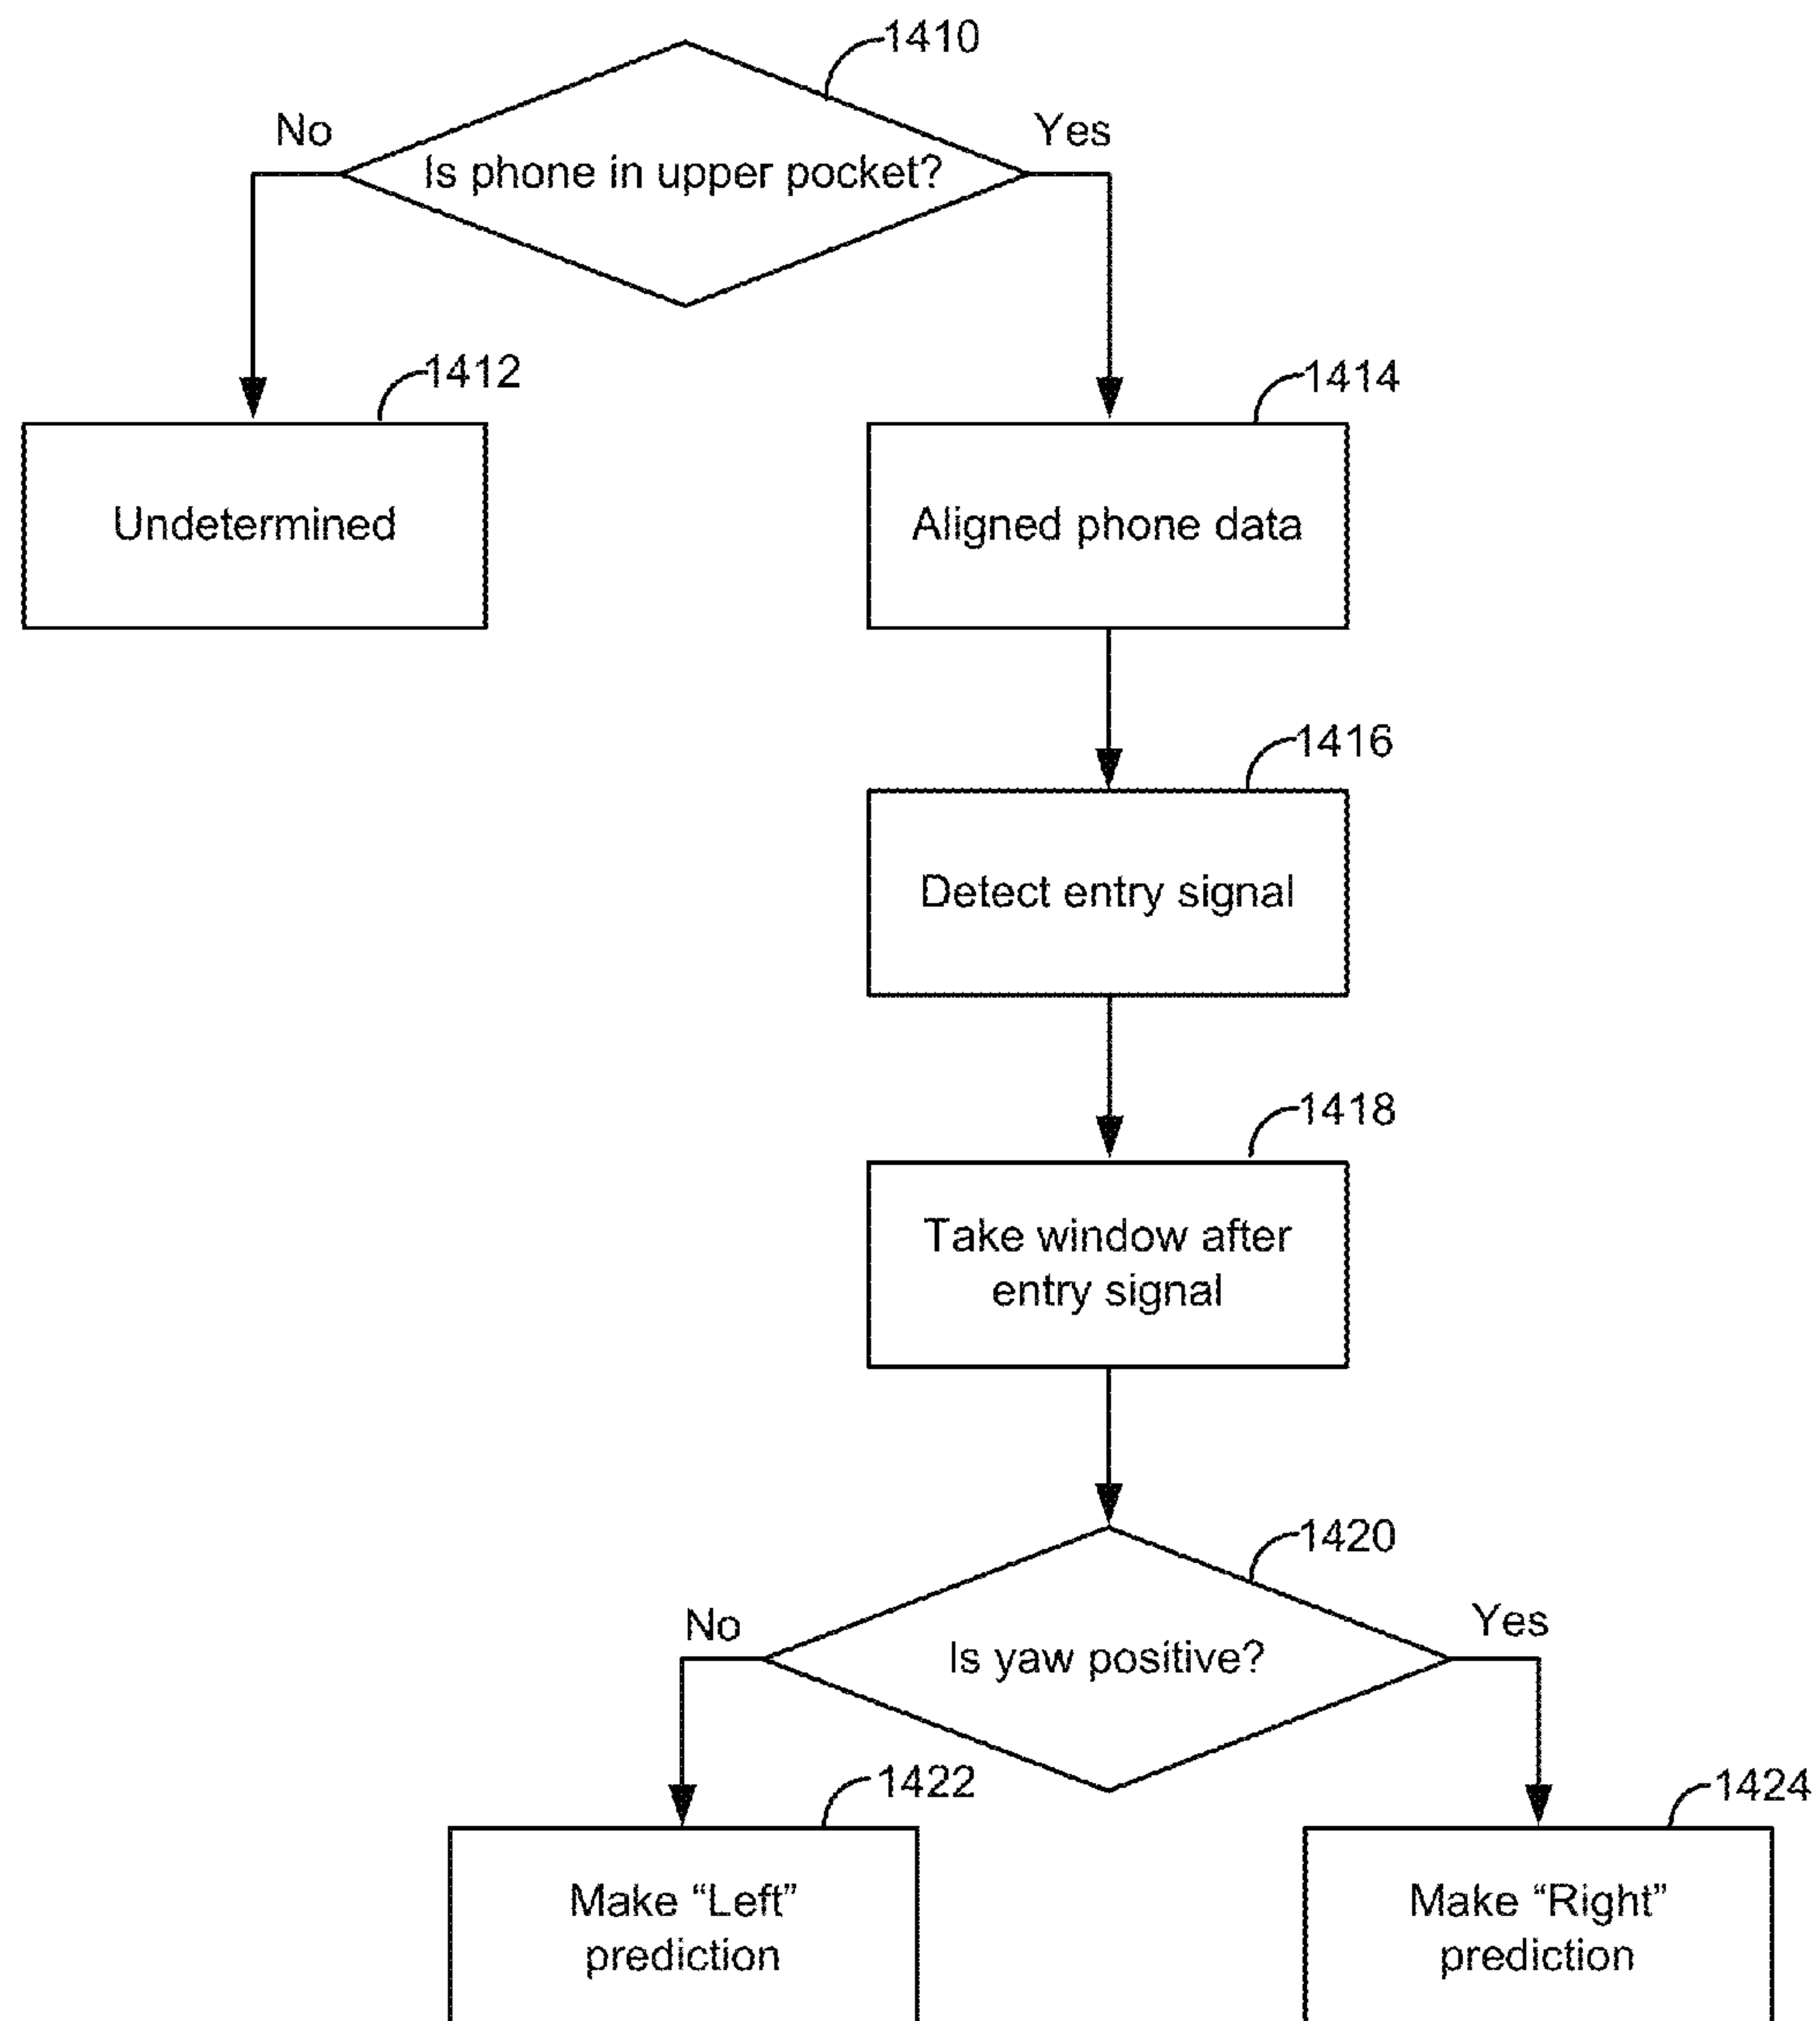 1410
No
Yes
Is phone in upper pocket?
1412
1414
Undetermined
Aligned phone data
1416
Detect entry signal
1418
Take window after
entry signal
1420
No
Yes
Is yaw positive?
1422
1424
Make “Left”
prediction
Make “Right”
prediction